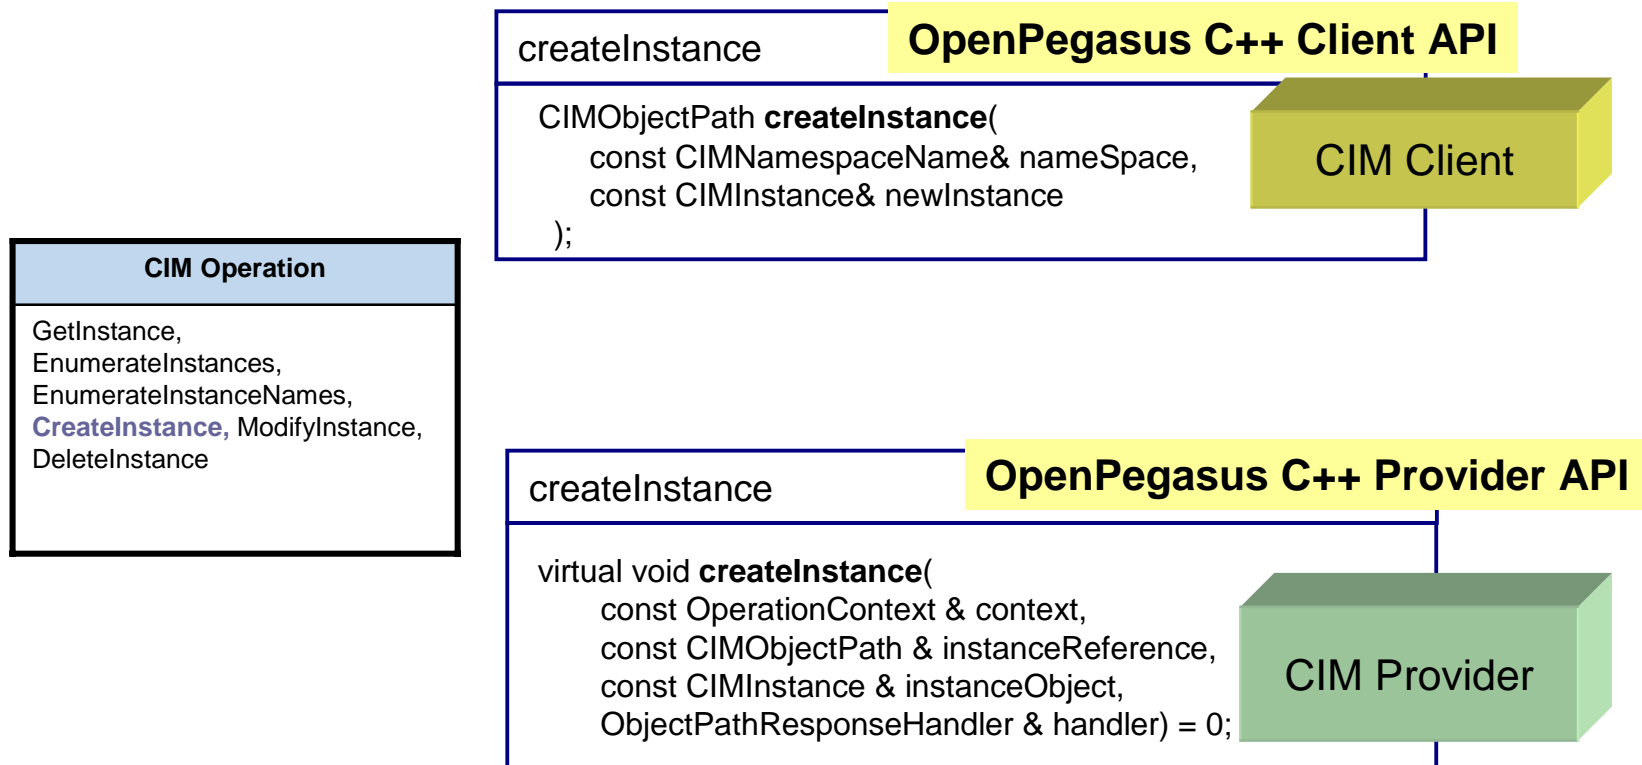 createInstance
OpenPegasus C++ Client API
CIMObjectPath createInstance(
const CIMNamespaceName& nameSpace,
const CIMInstance& newInstance
);
CIM Client
CIM Operation
GetInstance,
EnumerateInstances,
EnumerateInstanceNames,
CreateInstance, ModifyInstance,
DeleteInstance
createInstance
OpenPegasus C++ Provider API
virtual void createInstance(
const OperationContext & context,
const CIMObjectPath & instanceReference,
const CIMInstance & instanceObject,
ObjectPathResponseHandler & handler) = 0;
CIM Provider